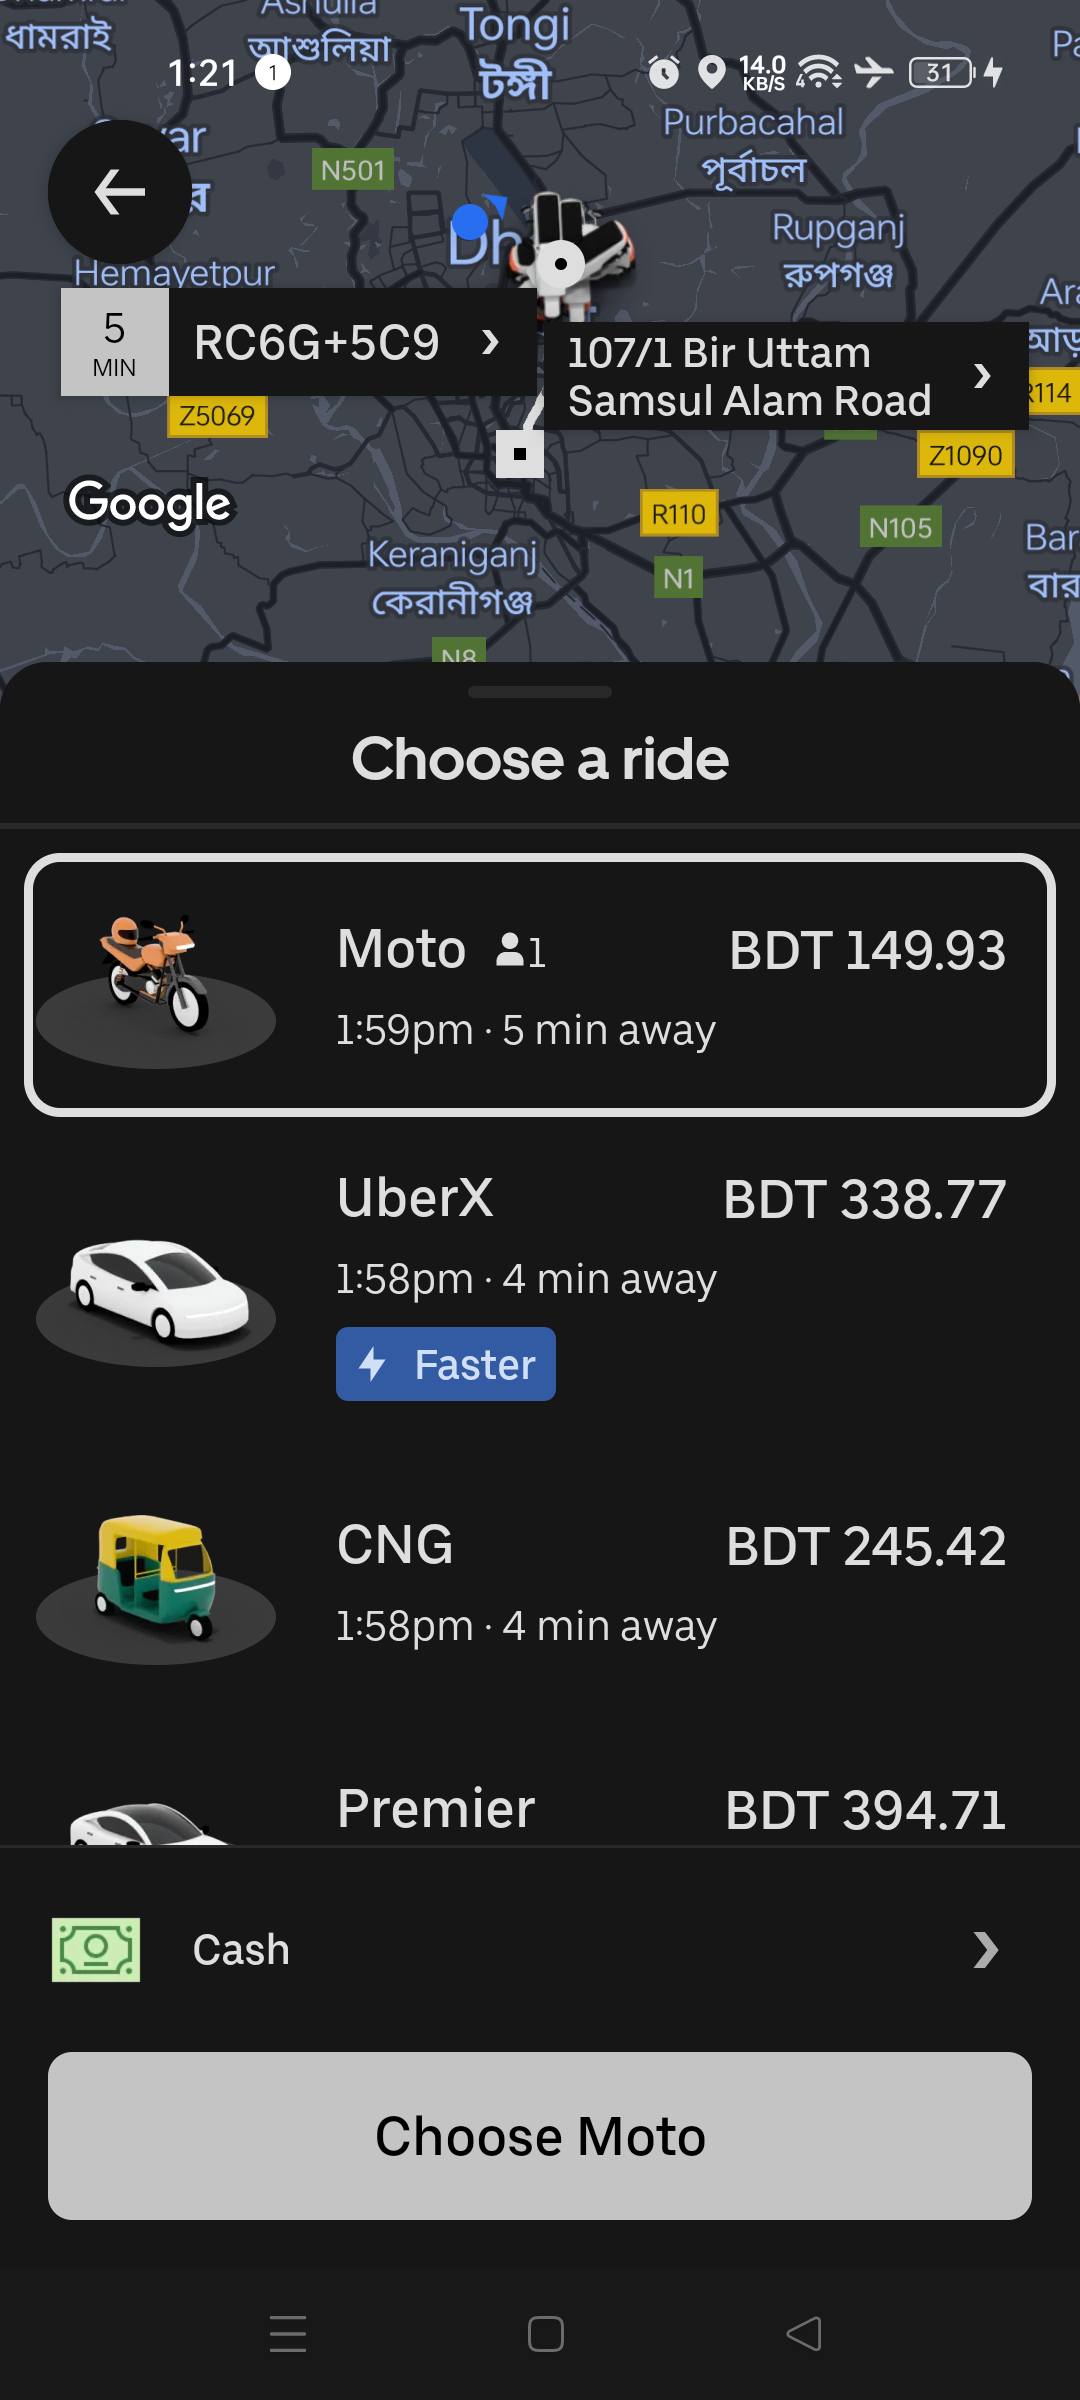 Ashulia
Tongi
ধামরাই
আশুলিয়া
টঙ্গী
1:21
1
14.0
KB/S
4
31
Purbacahal
পূর্বাচল
N501
Rupganj
রুপগঞ্জ
Hemayetpur
5
MIN
RC6G+5C9
107/1 Bir Uttam
Samsul Alam Road
R114
Z5069
Z1090
Google
R110
N105
Keraniganj
কেরানীগঞ্জ
N1
N8
Choose a ride
Moto 1
BDT 149.93
1:59pm · 5 min away
UberX
BDT 338.77
1:58pm · 4 min away
Faster
CNG
BDT 245.42
1:58pm · 4 min away
Premier
BDT 394.71
Cash
Choose Moto